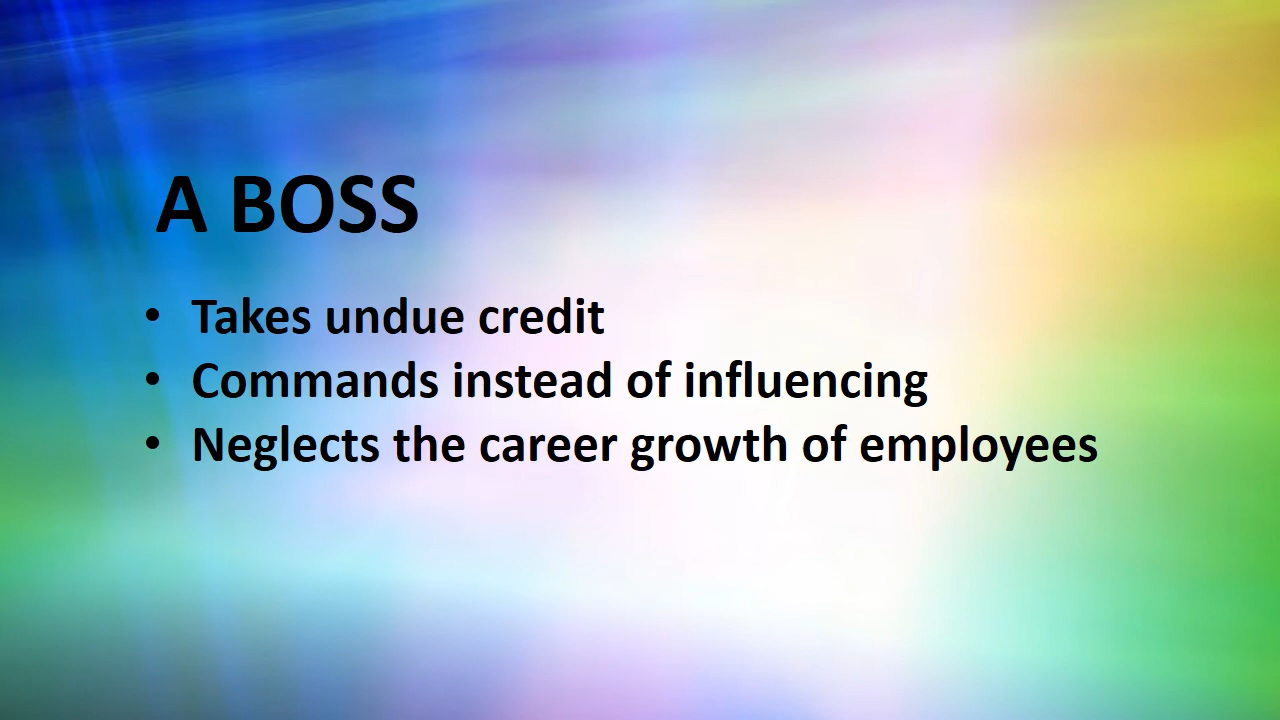 A BOSS
• Takes undue credit
• Commands instead of influencing
• Neglects the career growth of employees